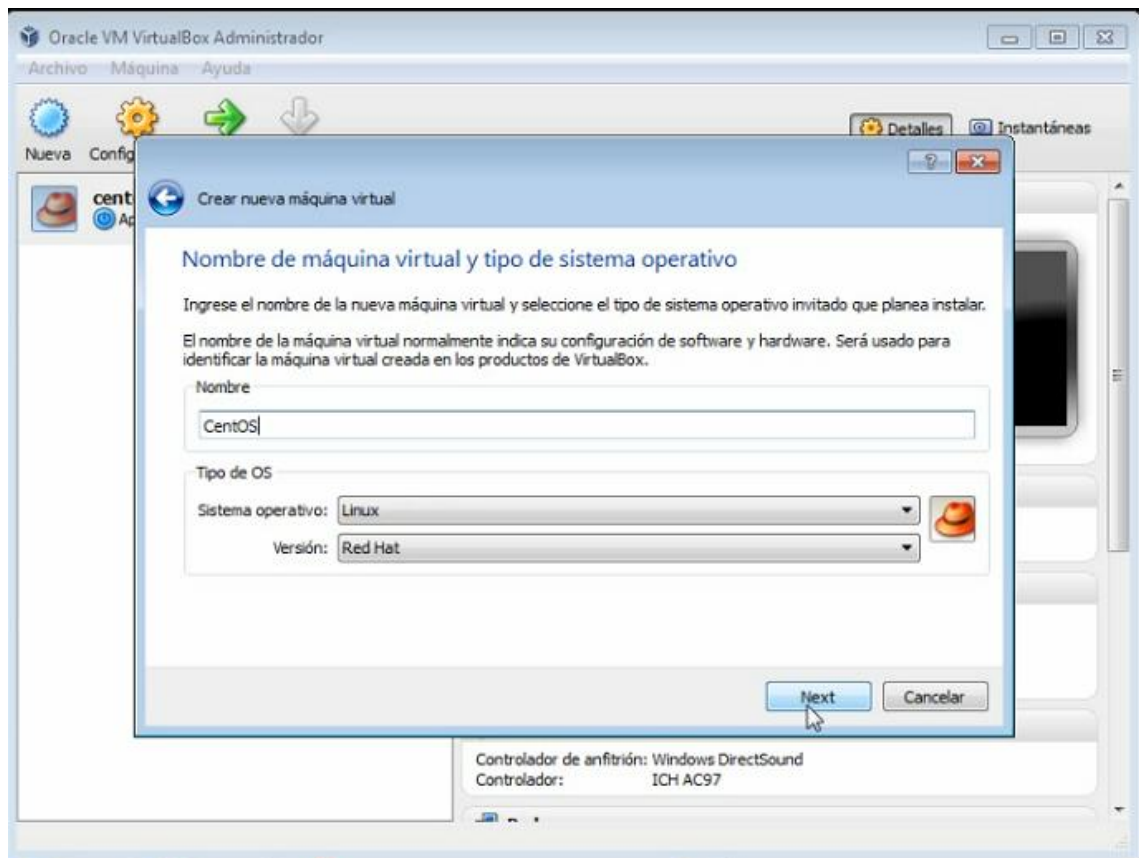 Oracle VM VirtualBox Administrador
Archivo Máquina Ayuda
Nueva Config
Detalles Instantáneas
cent
Ap
Crear nueva máquina virtual
Nombre de máquina virtual y tipo de sistema operativo
Ingrese el nombre de la nueva máquina virtual y seleccione el tipo de sistema operativo invitado que planea instalar.
El nombre de la máquina virtual normalmente indica su configuración de software y hardware. Será usado para
identificar la máquina virtual creada en los productos de VirtualBox.
Nombre
CentOS
Tipo de OS
Sistema operativo: Linux
Versión: Red Hat
Next Cancelar
Controlador de anfitrión: Windows DirectSound
Controlador: ICH AC97